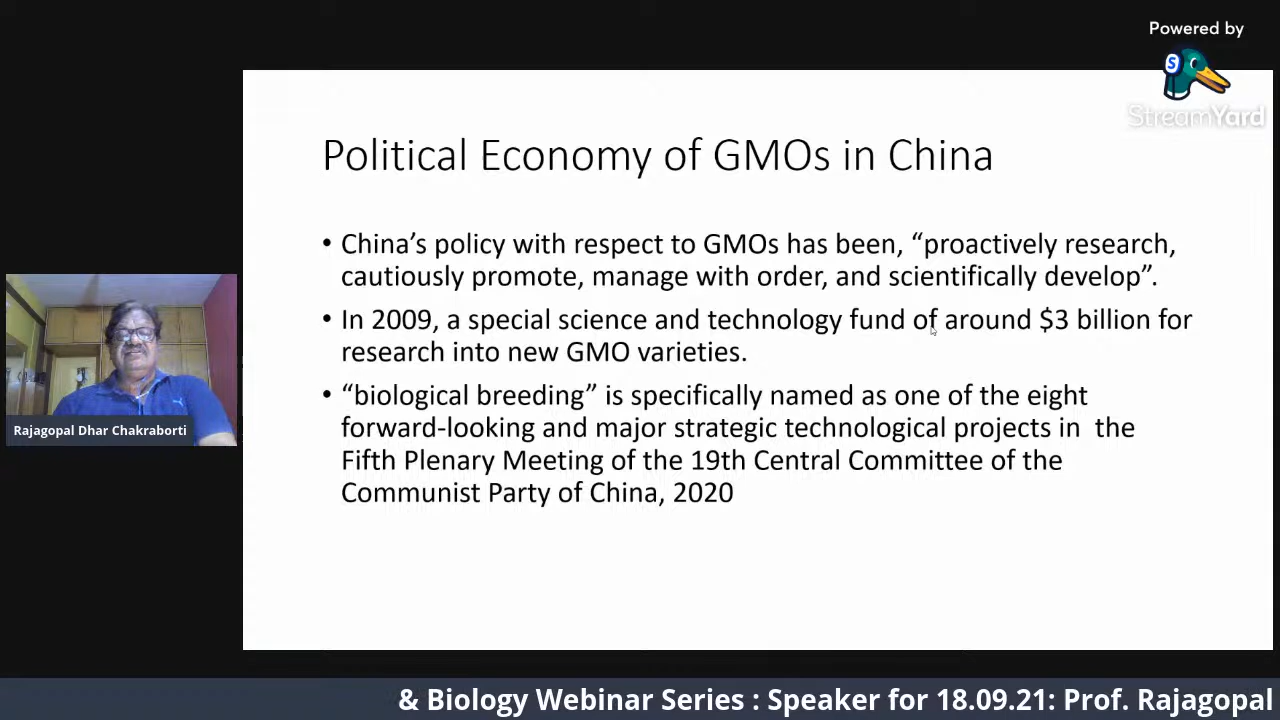 Powered by
S
StreamYard
Political Economy of GMOs in China
• China’s policy with respect to GMOs has been, “proactively research,
cautiously promote, manage with order, and scientifically develop”.
• In 2009, a special science and technology fund of around $3 billion for
research into new GMO varieties.
• “biological breeding” is specifically named as one of the eight
forward-looking and major strategic technological projects in the
Fifth Plenary Meeting of the 19th Central Committee of the
Communist Party of China, 2020
Rajagopal Dhar Chakraborti
& Biology Webinar Series : Speaker for 18.09.21: Prof. Rajagopal